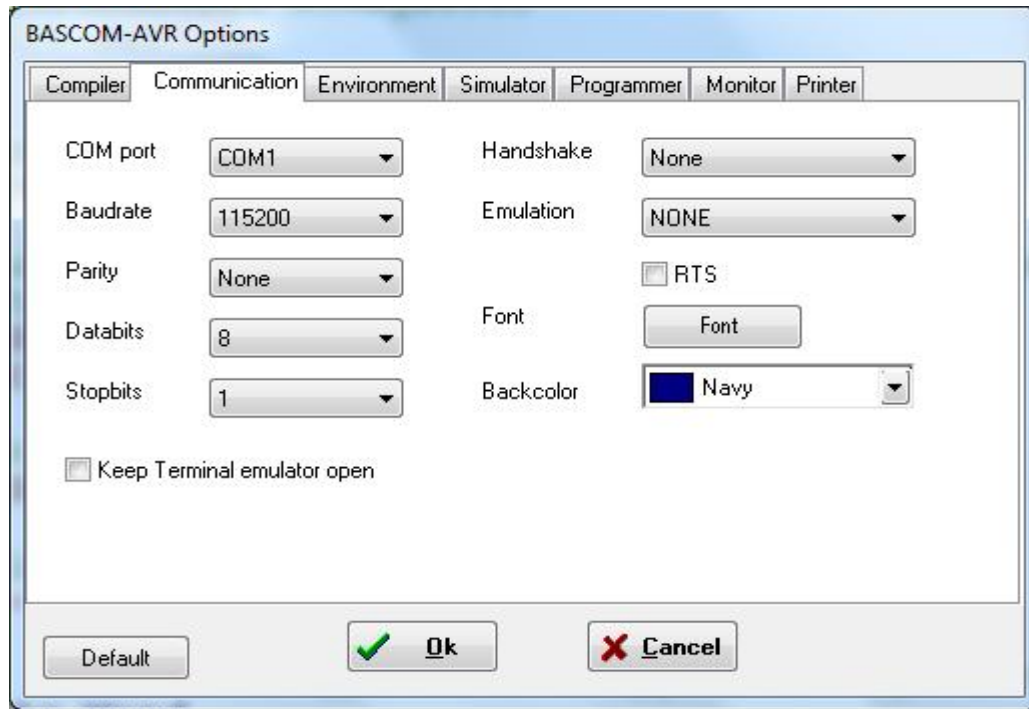 BASCOM-AVR Options
Compiler Communication Environment Simulator Programmer Monitor Printer
COM port COM1 Handshake None
Baudrate 115200 Emulation NONE
Parity None RTS
Databits 8 Font Font
Stopbits 1 Backcolor Navy
Keep Terminal emulator open
Default Ok Cancel